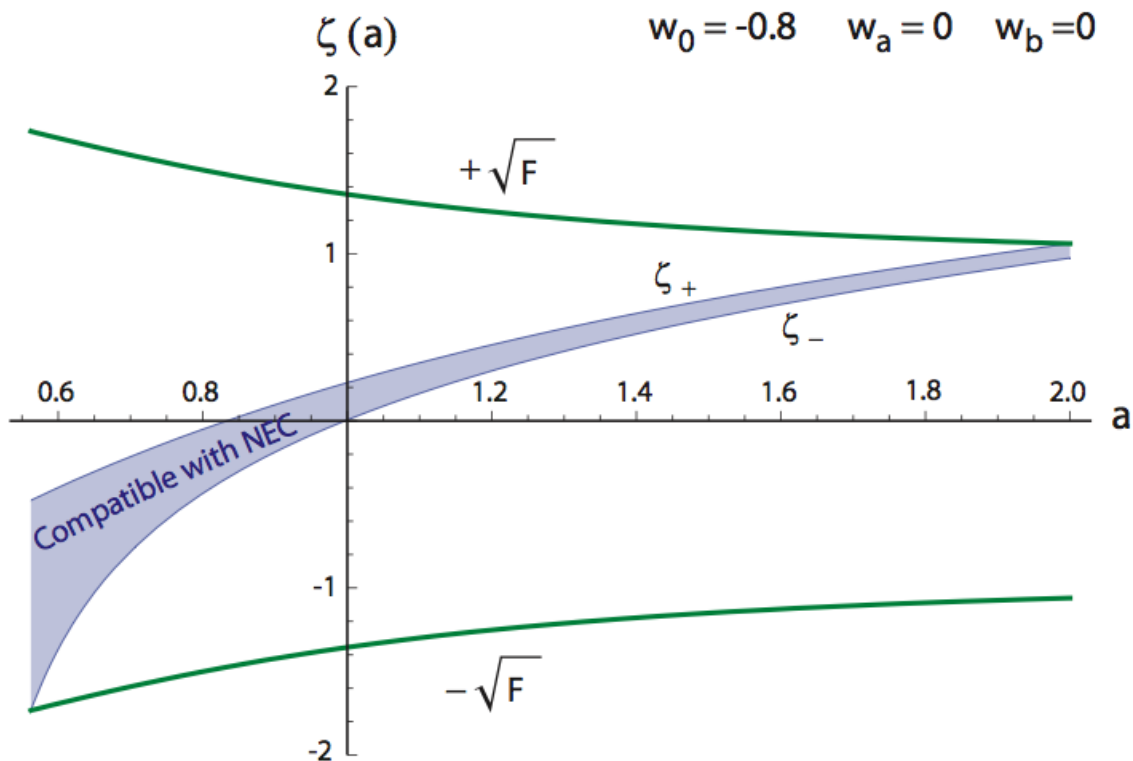 ζ (a)
w₀ = -0.8 wₐ = 0 w_b =0
2
+ √F
1
ζ₊
ζ₋
0.6 0.8 1.2 1.4 1.6 1.8 2.0 a
Compatible with NEC
-1
− √F
-2